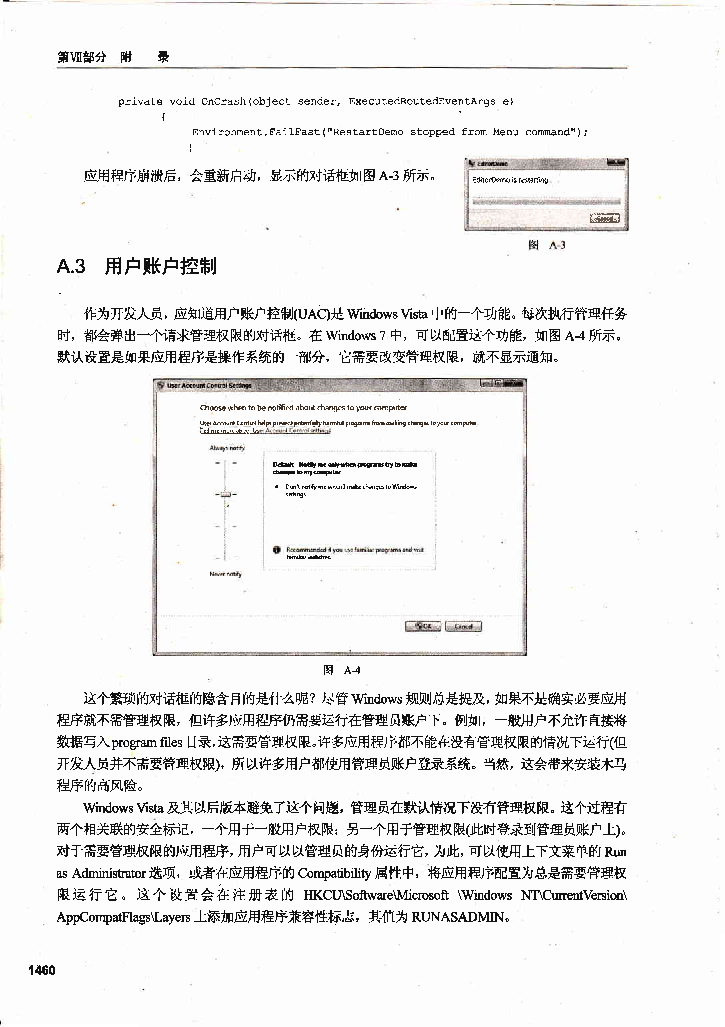 第Ⅶ部分 附 录
private void OnCrash(object sender, ExecutedRoutedEventArgs e)
{
Environment.FailFast("RestartDemo stopped from Menu command");
}
应用程序崩溃后，会重新启动，显示的对话框如图 A-3 所示。
EditorDemo
EditorDemo is restarting...
Cancel
图 A-3
A.3 用户账户控制
作为开发人员，应知道用户账户控制(UAC)是 Windows Vista 中的一个功能。每次执行管理任务
时，都会弹出一个请求管理权限的对话框。在 Windows 7 中，可以配置这个功能，如图 A-4 所示。
默认设置是如果应用程序是操作系统的一部分，它需要改变管理权限，就不显示通知。
User Account Control Settings
Choose when to be notified about changes to your computer
User Account Control helps prevent potentially harmful programs from making changes to your computer.
Tell me more about User Account Control settings
Always notify
Default - Notify me only when programs try to make
changes to my computer
• Don't notify me when I make changes to Windows
settings
Recommended if you use familiar programs and visit
familiar websites.
Never notify
OK Cancel
图 A-4
这个繁琐的对话框的隐含目的是什么呢？尽管 Windows 规则总是提及，如果不是确实必要应用
程序就不需管理权限，但许多应用程序仍需要运行在管理员账户下。例如，一般用户不允许直接将
数据写入 program files 目录，这需要管理权限。许多应用程序都不能在没有管理权限的情况下运行(但
开发人员并不需要管理权限)，所以许多用户都使用管理员账户登录系统。当然，这会带来安装木马
程序的高风险。
Windows Vista 及其以后版本避免了这个问题，管理员在默认情况下没有管理权限。这个过程有
两个相关联的安全标记，一个用于一般用户权限；另一个用于管理权限(此时登录到管理员账户上)。
对于需要管理权限的应用程序，用户可以以管理员的身份运行它，为此，可以使用上下文菜单的 Run
as Administrator 选项，或者在应用程序的 Compatibility 属性中，将应用程序配置为总是需要管理权
限运行它。这个设置会在注册表的 HKCU\Software\Microsoft \Windows NT\CurrentVersion\
AppCompatFlags\Layers 上添加应用程序兼容性标志，其值为 RUNASADMIN。
1460